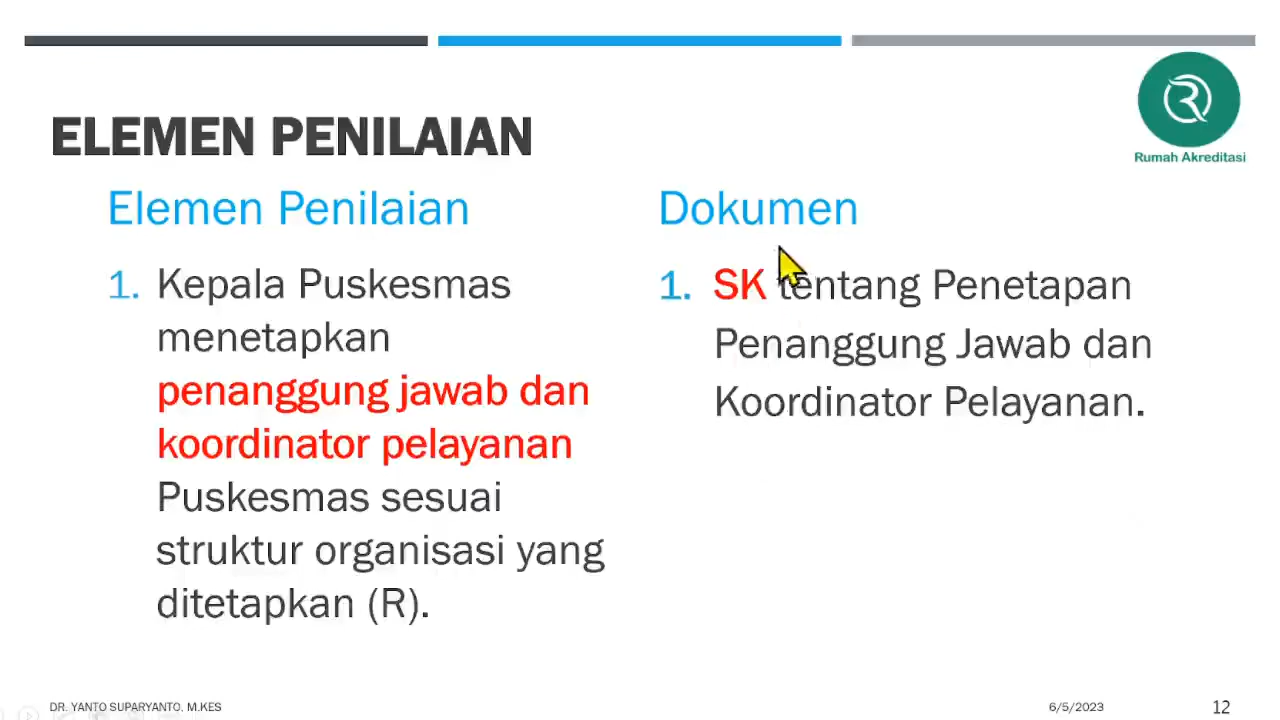 Rumah Akreditasi
ELEMEN PENILAIAN
Elemen Penilaian
1. Kepala Puskesmas
menetapkan
penanggung jawab dan
koordinator pelayanan
Puskesmas sesuai
struktur organisasi yang
ditetapkan (R).
Dokumen
1. SK tentang Penetapan
Penanggung Jawab dan
Koordinator Pelayanan.
DR. YANTO SUPARYANTO, M.KES
6/5/2023
12